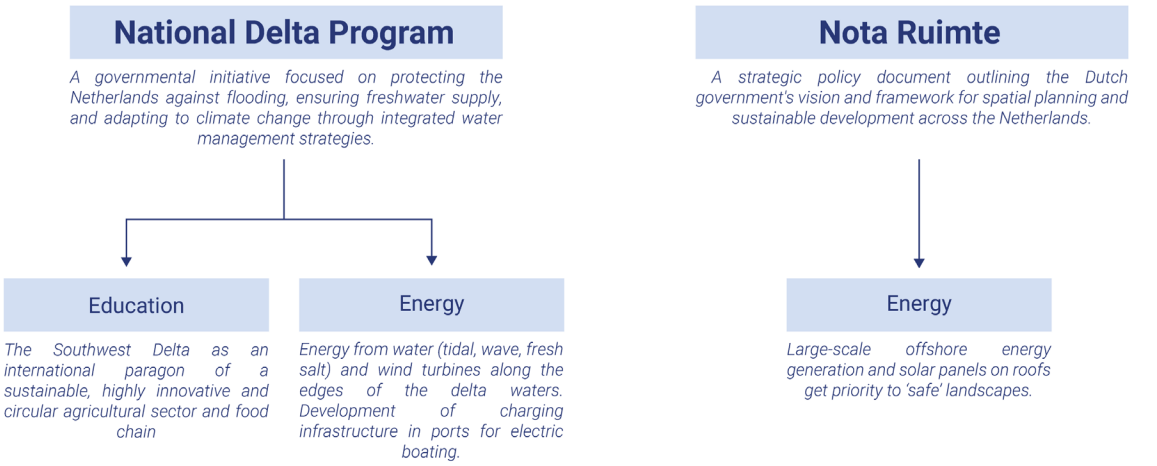 National Delta Program
A governmental initiative focused on protecting the
Netherlands against flooding, ensuring freshwater supply,
and adapting to climate change through integrated water
management strategies.
Nota Ruimte
A strategic policy document outlining the Dutch
government's vision and framework for spatial planning and
sustainable development across the Netherlands.
Education
The Southwest Delta as an
international paragon of a
sustainable, highly innovative and
circular agricultural sector and food
chain
Energy
Energy from water (tidal, wave, fresh
salt) and wind turbines along the
edges of the delta waters.
Development of charging
infrastructure in ports for electric
boating.
Energy
Large-scale offshore energy
generation and solar panels on roofs
get priority to ‘safe’ landscapes.